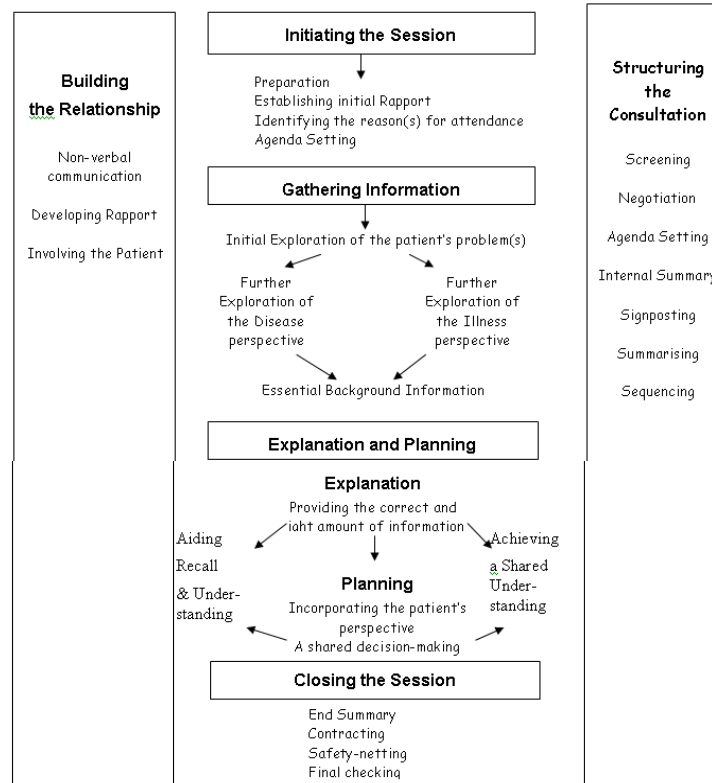 Building
the Relationship
Non-verbal
communication
Developing Rapport
Involving the Patient
Initiating the Session
Preparation
Establishing initial Rapport
Identifying the reason(s) for attendance
Agenda Setting
Gathering Information
Initial Exploration of the patient's problem(s)
Further
Exploration of
the Disease
perspective
Further
Exploration of
the Illness
perspective
Essential Background Information
Explanation and Planning
Explanation
Providing the correct and
iaht amount of information
Aiding
Recall
& Under-
standing
Achieving
a Shared
Under-
standing
Planning
Incorporating the patient's
perspective
A shared decision-making
Closing the Session
End Summary
Contracting
Safety-netting
Final checking
Structuring
the
Consultation
Screening
Negotiation
Agenda Setting
Internal Summary
Signposting
Summarising
Sequencing